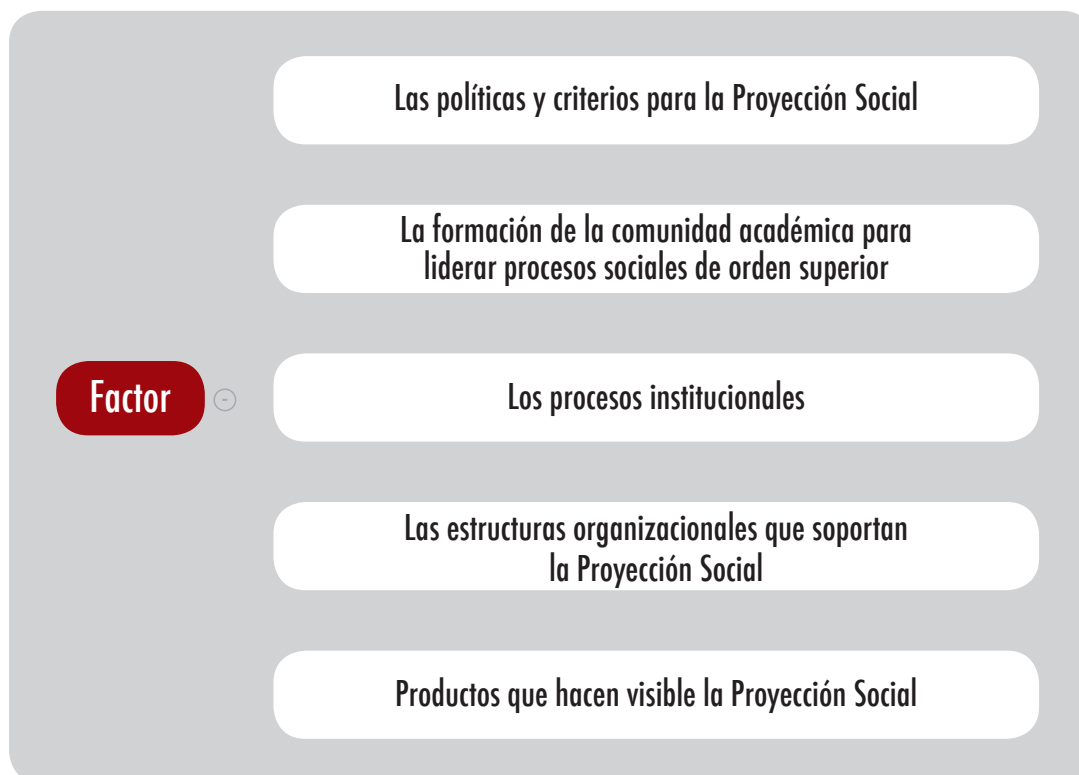 Las políticas y criterios para la Proyección Social
La formación de la comunidad académica para
liderar procesos sociales de orden superior
Factor
Los procesos institucionales
Las estructuras organizacionales que soportan
la Proyección Social
Productos que hacen visible la Proyección Social